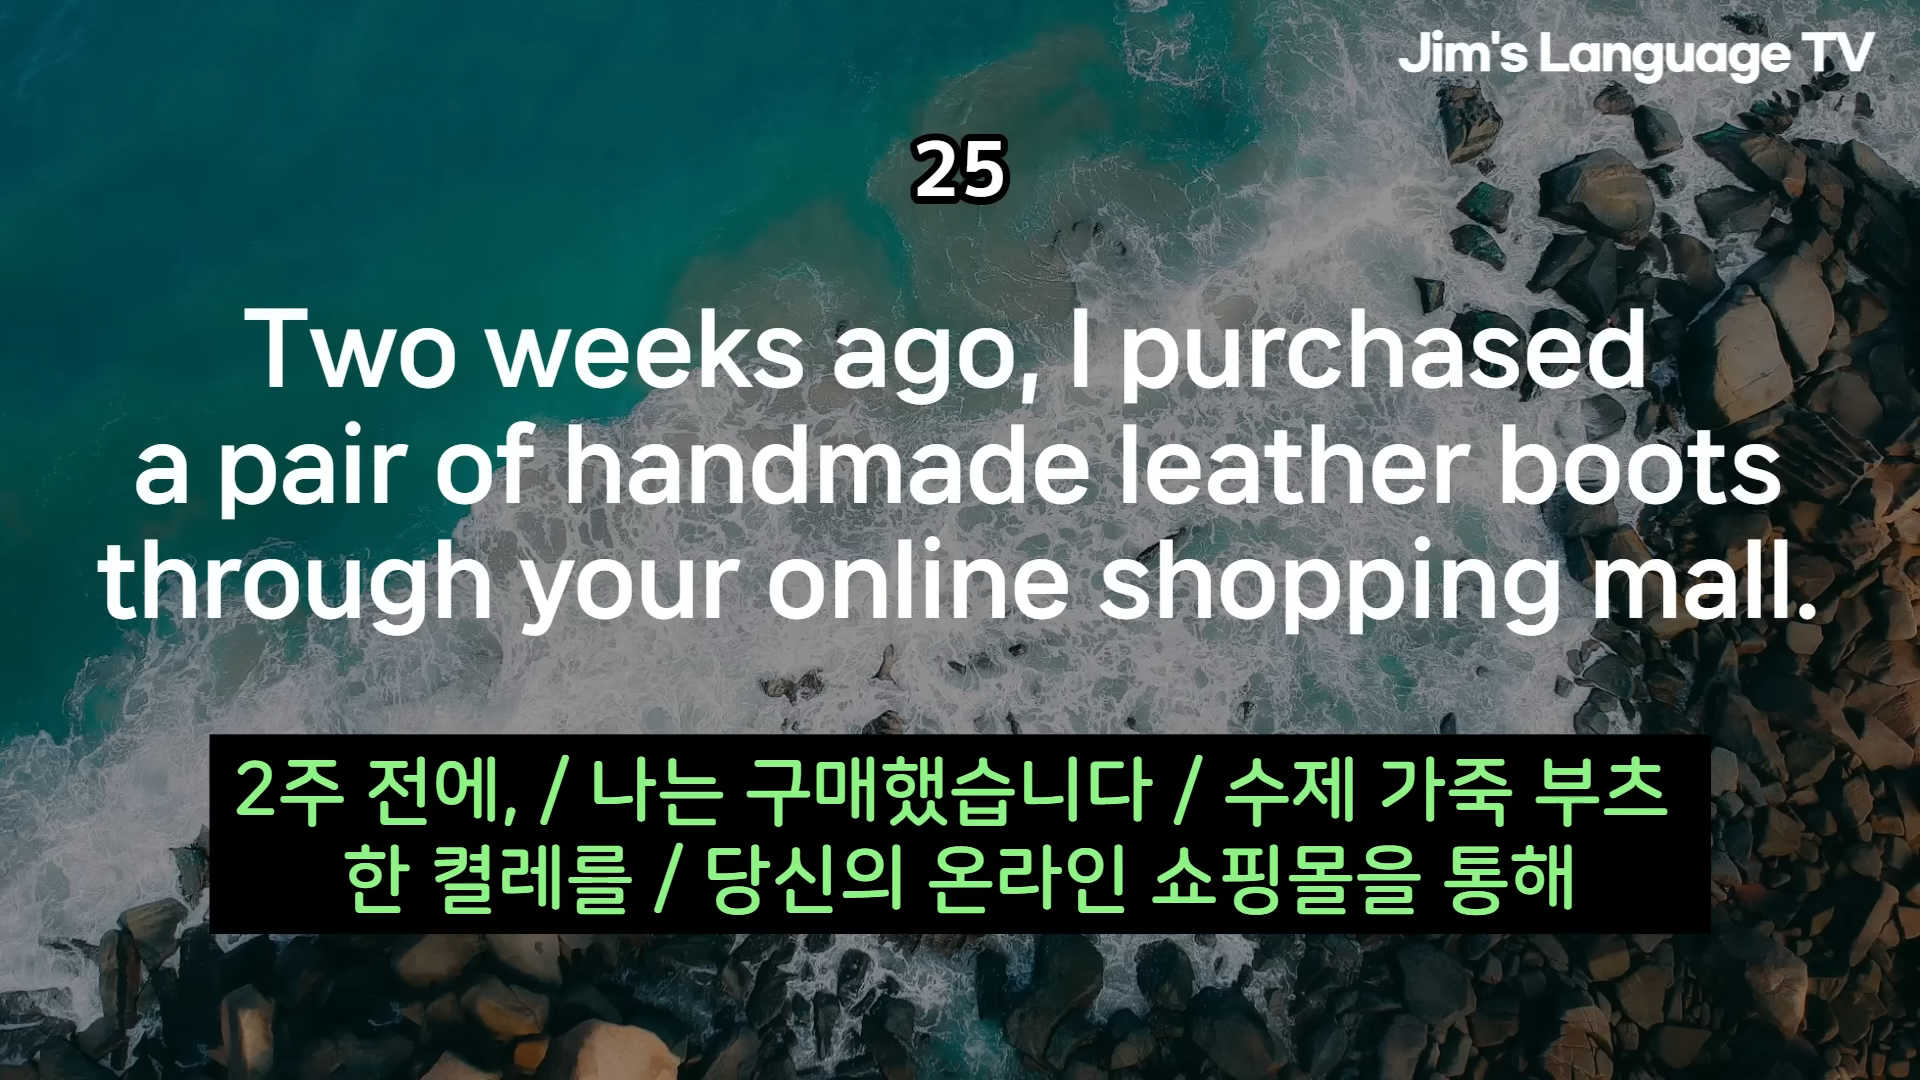 Jim's Language TV
25
Two weeks ago, I purchased
a pair of handmade leather boots
through your online shopping mall.
2주 전에, / 나는 구매했습니다 / 수제 가죽 부츠
한 켤레를 / 당신의 온라인 쇼핑몰을 통해